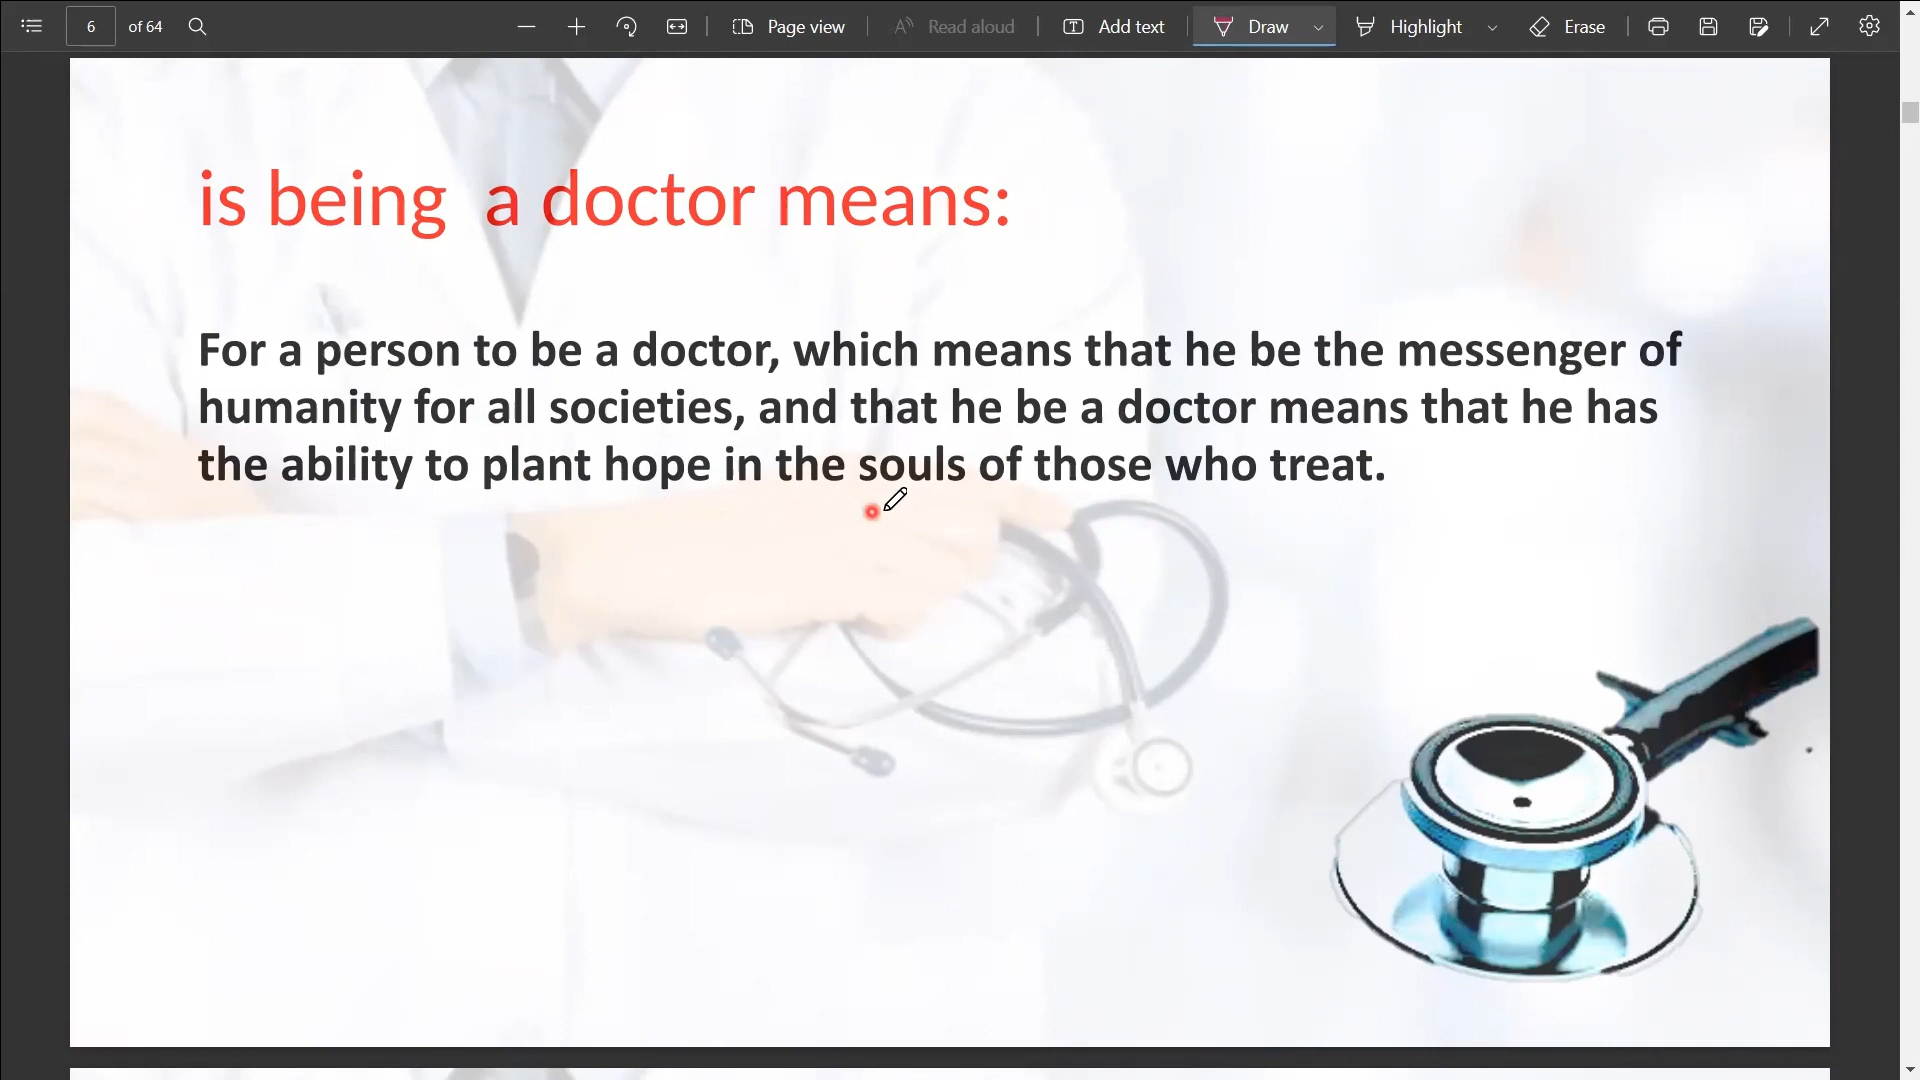 6 of 64 Page view Read aloud Add text Draw Highlight Erase
is being  a doctor means:
For a person to be a doctor, which means that he be the messenger of
humanity for all societies, and that he be a doctor means that he has
the ability to plant hope in the souls of those who treat.